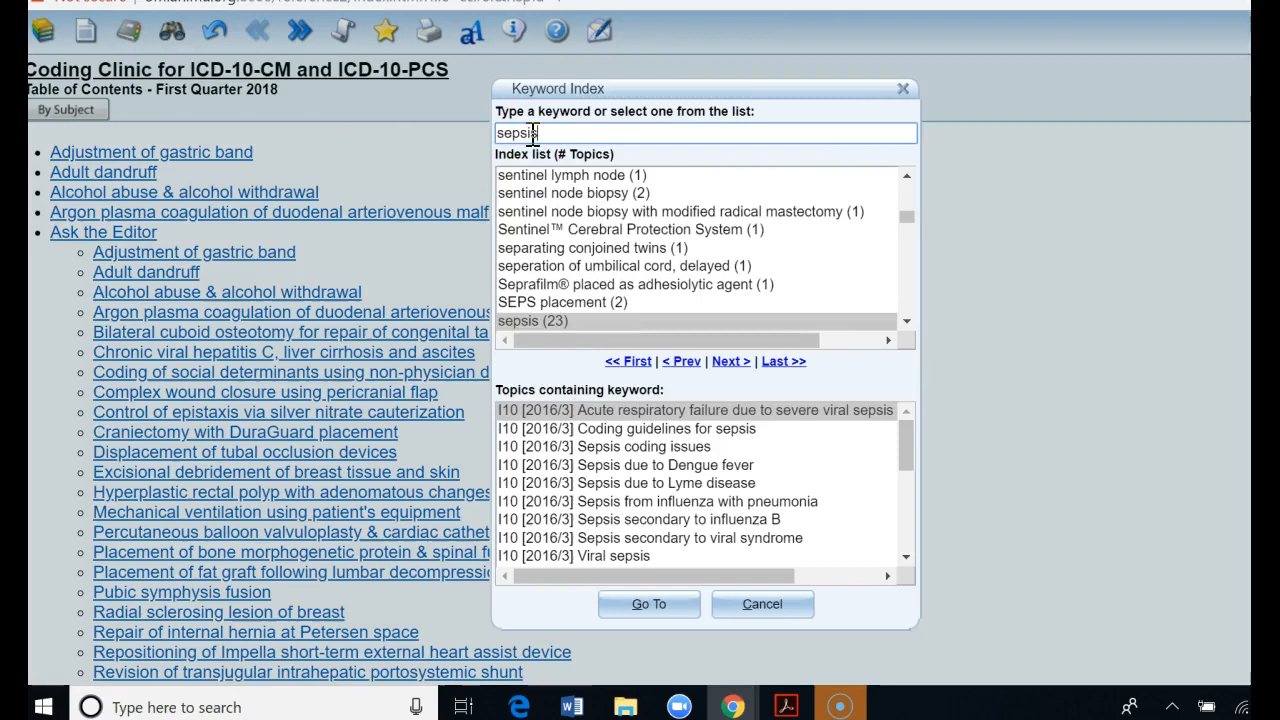 Coding Clinic for ICD-10-CM and ICD-10-PCS
Table of Contents - First Quarter 2018
By Subject
Adjustment of gastric band
Adult dandruff
Alcohol abuse & alcohol withdrawal
Argon plasma coagulation of duodenal arteriovenous malf
Ask the Editor
Adjustment of gastric band
Adult dandruff
Alcohol abuse & alcohol withdrawal
Argon plasma coagulation of duodenal arteriovenous
Bilateral cuboid osteotomy for repair of congenital ta
Chronic viral hepatitis C, liver cirrhosis and ascites
Coding of social determinants using non-physician d
Complex wound closure using pericranial flap
Control of epistaxis via silver nitrate cauterization
Craniectomy with DuraGuard placement
Displacement of tubal occlusion devices
Excisional debridement of breast tissue and skin
Hyperplastic rectal polyp with adenomatous changes
Mechanical ventilation using patient's equipment
Percutaneous balloon valvuloplasty & cardiac cathet
Placement of bone morphogenetic protein & spinal f
Placement of fat graft following lumbar decompressi
Pubic symphysis fusion
Radial sclerosing lesion of breast
Repair of internal hernia at Petersen space
Repositioning of Impella short-term external heart assist device
Revision of transjugular intrahepatic portosystemic shunt
Keyword Index
Type a keyword or select one from the list:
sepsis
Index list (# Topics)
sentinel lymph node (1)
sentinel node biopsy (2)
sentinel node biopsy with modified radical mastectomy (1)
Sentinel™ Cerebral Protection System (1)
separating conjoined twins (1)
seperation of umbilical cord, delayed (1)
Seprafilm® placed as adhesiolytic agent (1)
SEPS placement (2)
sepsis (23)
<< First | < Prev | Next > | Last >>
Topics containing keyword:
I10 [2016/3] Acute respiratory failure due to severe viral sepsis
I10 [2016/3] Coding guidelines for sepsis
I10 [2016/3] Sepsis coding issues
I10 [2016/3] Sepsis due to Dengue fever
I10 [2016/3] Sepsis due to Lyme disease
I10 [2016/3] Sepsis from influenza with pneumonia
I10 [2016/3] Sepsis secondary to influenza B
I10 [2016/3] Sepsis secondary to viral syndrome
I10 [2016/3] Viral sepsis
Go To
Cancel
Type here to search